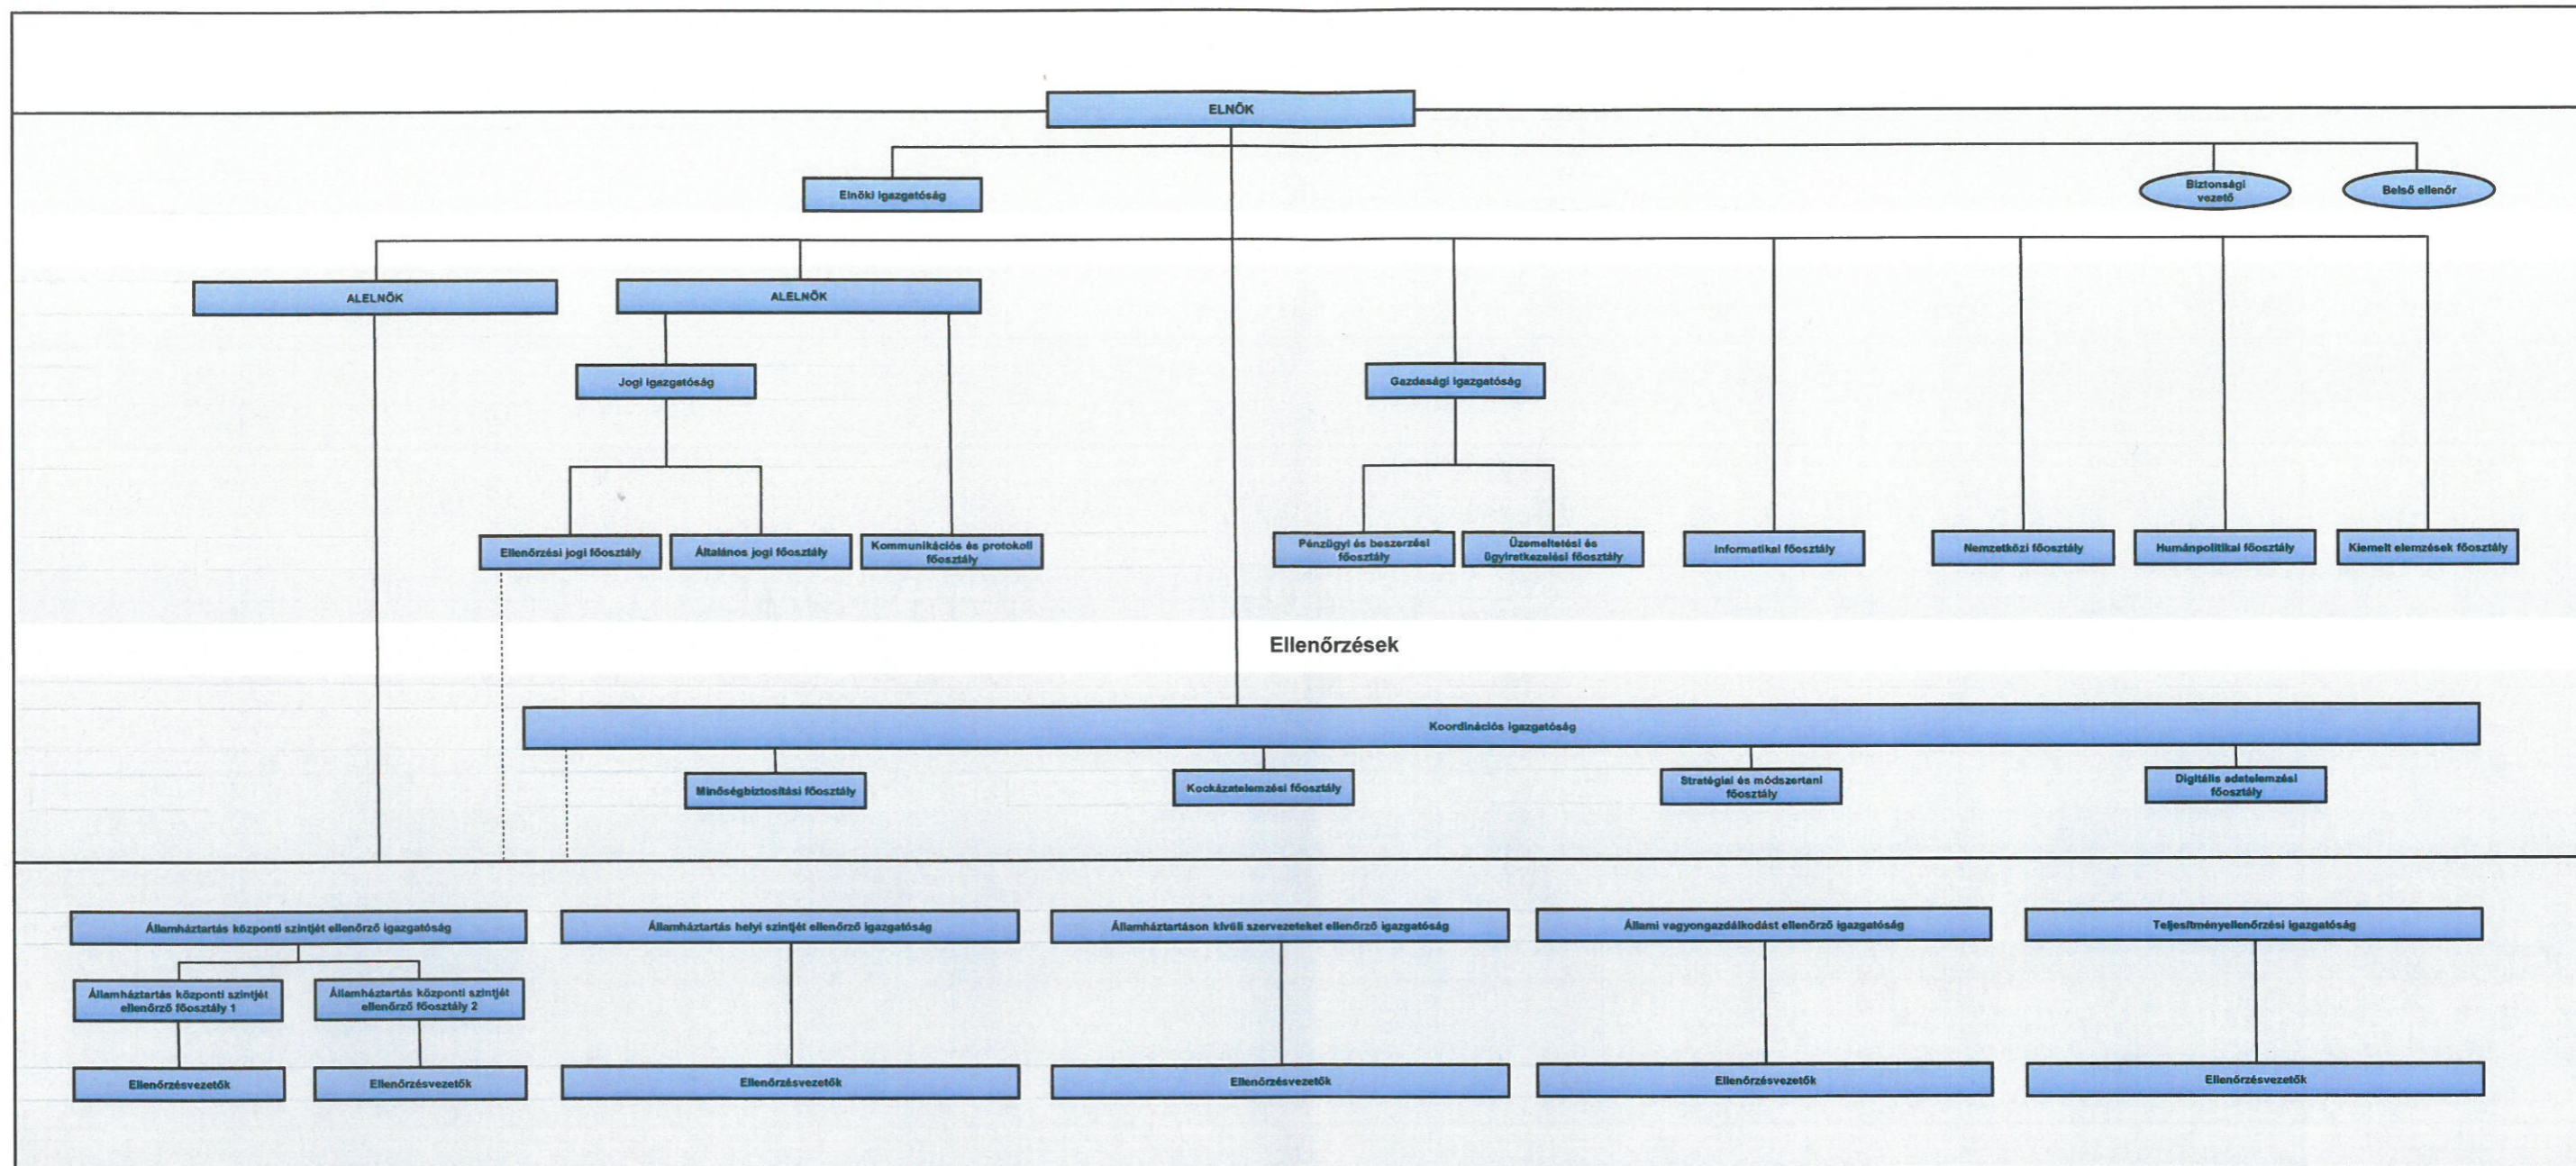 ELNÖK
Elnöki igazgatóság
Biztonsági
vezető
Belső ellenőr
ALELNÖK
ALELNÖK
Jogi igazgatóság
Gazdasági igazgatóság
Ellenőrzési jogi főosztály
Általános jogi főosztály
Kommunikációs és protokoll
főosztály
Pénzügyi és beszerzési
főosztály
Üzemeltetési és
ügyiratkezelési főosztály
Informatikai főosztály
Nemzetközi főosztály
Humánpolitikai főosztály
Kiemelt elemzések főosztály
Ellenőrzések
Koordinációs igazgatóság
Minőségbiztosítási főosztály
Kockázatelemzési főosztály
Stratégiai és módszertani
főosztály
Digitális adatelemzési
főosztály
Államháztartás központi szintjét ellenőrző igazgatóság
Államháztartás helyi szintjét ellenőrző igazgatóság
Államháztartáson kívüli szervezeteket ellenőrző igazgatóság
Állami vagyongazdálkodást ellenőrző igazgatóság
Teljesítményellenőrzési igazgatóság
Államháztartás központi szintjét
ellenőrző főosztály 1
Államháztartás központi szintjét
ellenőrző főosztály 2
Ellenőrzésvezetők
Ellenőrzésvezetők
Ellenőrzésvezetők
Ellenőrzésvezetők
Ellenőrzésvezetők
Ellenőrzésvezetők